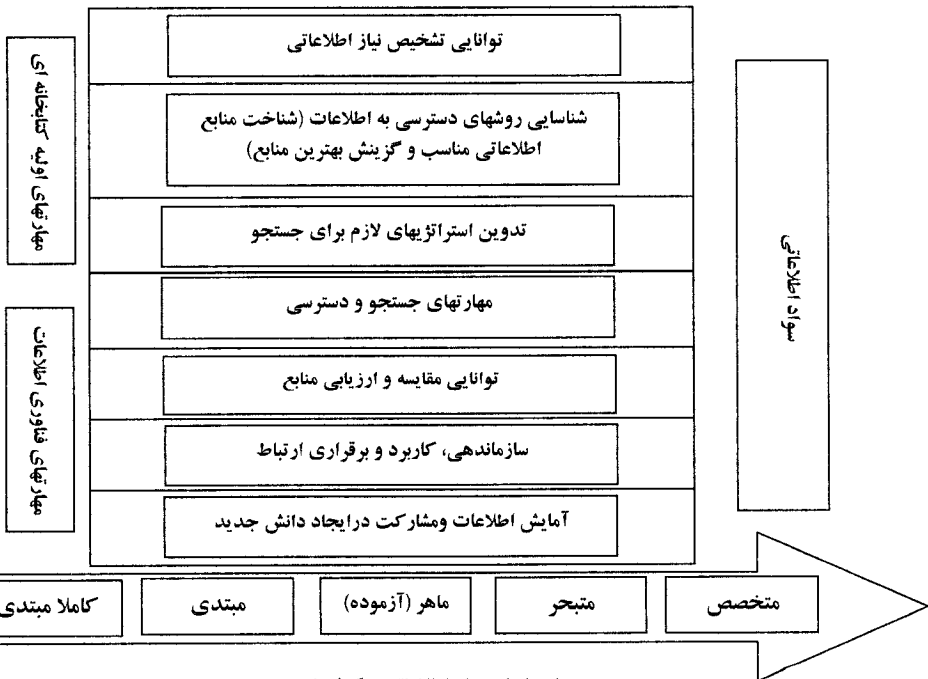 توانایی تشخیص نیاز اطلاعاتی
شناسایی روشهای دسترسی به اطلاعات (شناخت منابع
اطلاعاتی مناسب و گزینش بهترین منابع)
تدوین استراتژیهای لازم برای جستجو
مهارتهای جستجو و دسترسی
توانایی مقایسه و ارزیابی منابع
سازماندهی، کاربرد و برقراری ارتباط
آمایش اطلاعات ومشارکت درایجاد دانش جدید
سواد اطلاعاتی
مهارتهای اولیه کتابخانه ای
مهارتهای فناوری اطلاعات
متخصص
متبحر
ماهر (آزموده)
مبتدی
کاملا مبتدی